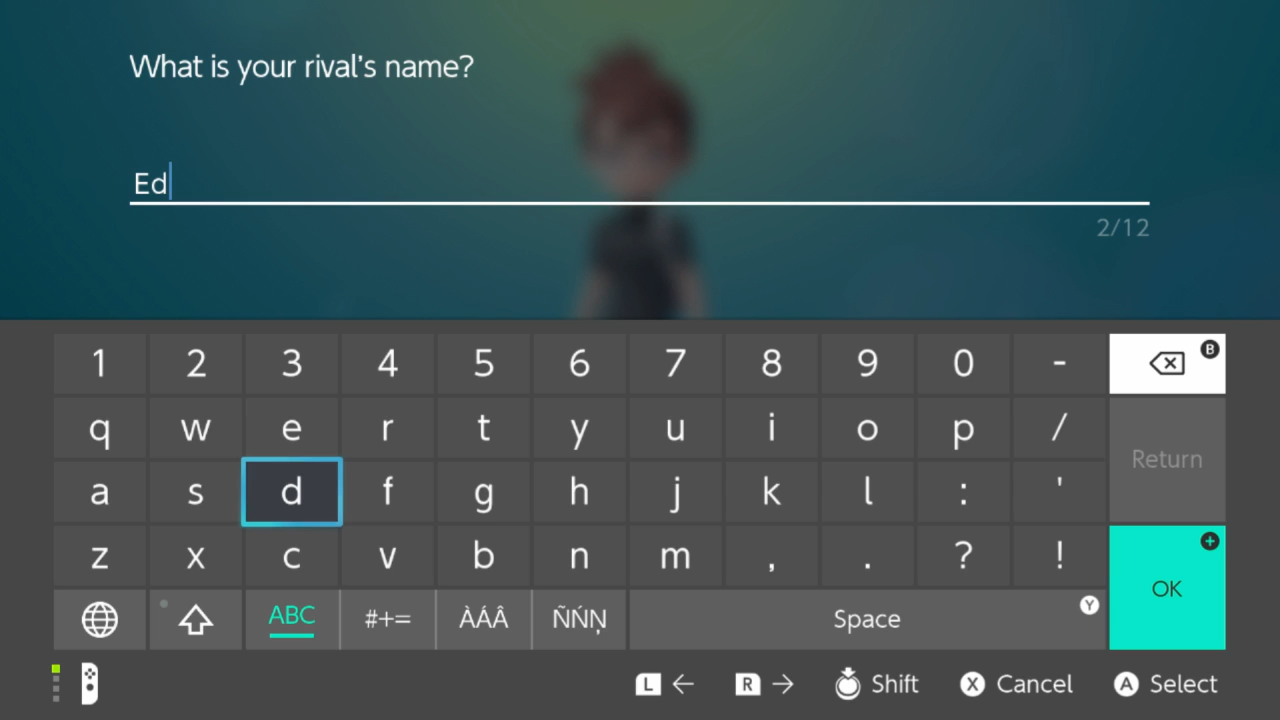 What is your rival's name?
Ed
2/12
1 2 3 4 5 6 7 8 9 0 - B
q w e r t y u i o p / Return
a s d f g h j k l : '
z x c v b n m , . ? ! + OK
ABC #+= ÀÁÂ ÑŃŅ Space Y
L ← R → Shift X Cancel A Select